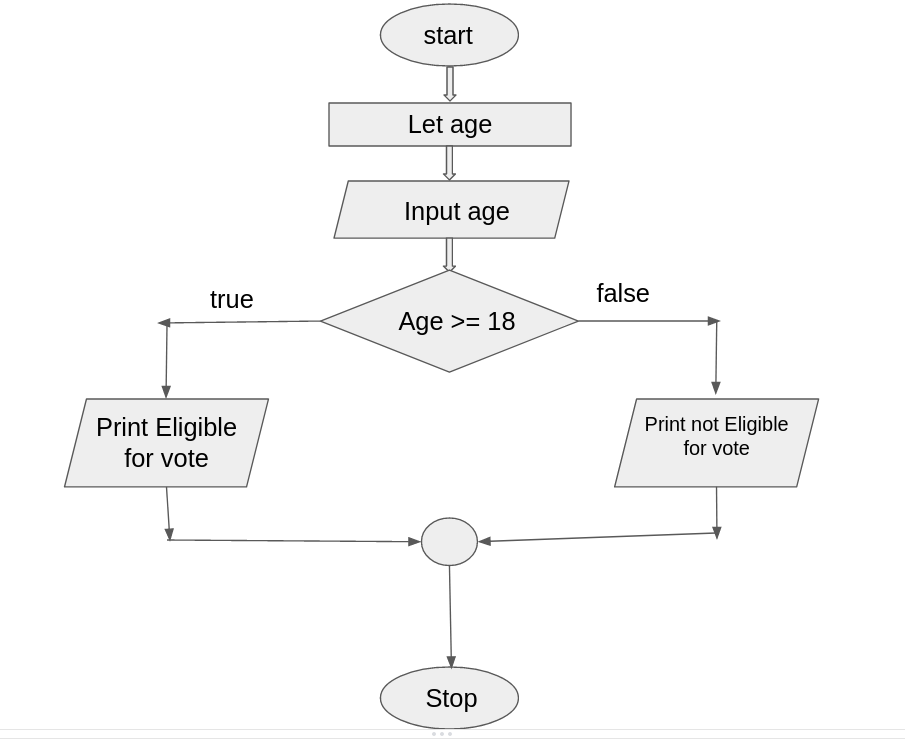 start
Let age
Input age
true
false
Age >= 18
Print Eligible
for vote
Print not Eligible
for vote
Stop